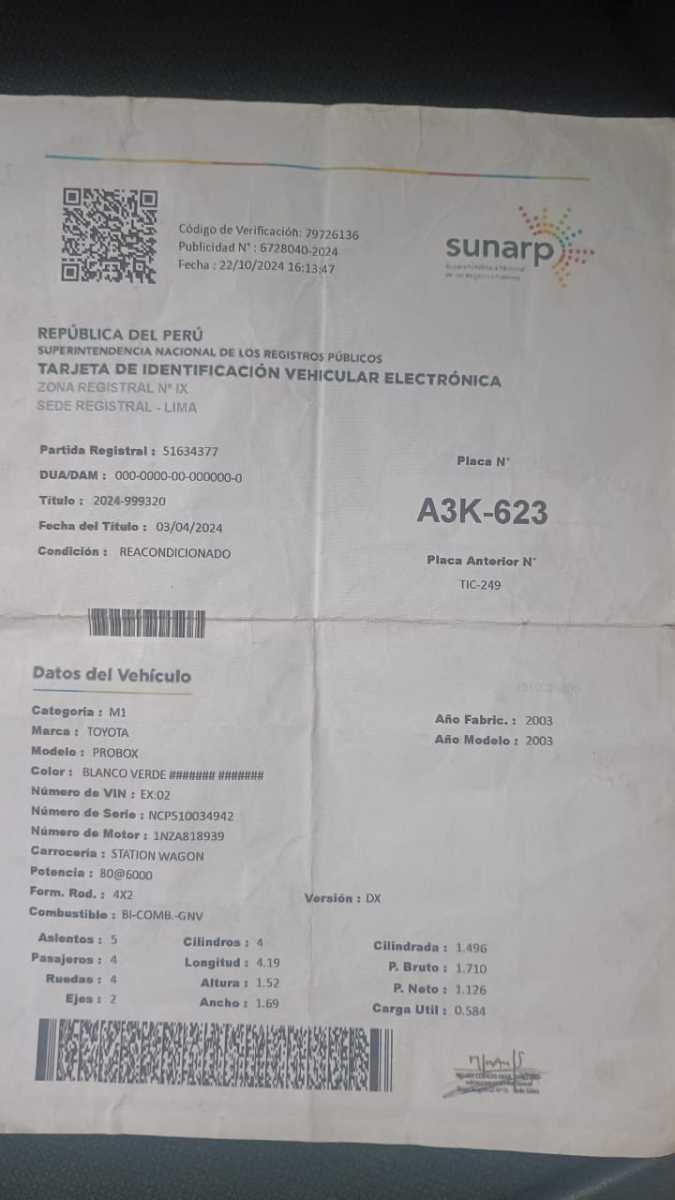 Código de Verificación: 79726136
Publicidad N° : 6728040-2024
Fecha : 22/10/2024 16:13:47
sunarp
Superintendencia Nacional
de los Registros Públicos
REPÚBLICA DEL PERÚ
SUPERINTENDENCIA NACIONAL DE LOS REGISTROS PÚBLICOS
TARJETA DE IDENTIFICACIÓN VEHICULAR ELECTRÓNICA
ZONA REGISTRAL N° IX
SEDE REGISTRAL - LIMA
Partida Registral : 51634377
DUA/DAM : 000-0000-00-000000-0
Título : 2024-999320
Fecha del Título : 03/04/2024
Condición : REACONDICIONADO
Placa N°
A3K-623
Placa Anterior N°
TIC-249
Datos del Vehículo
Categoría : M1
Marca : TOYOTA
Modelo : PROBOX
Color : BLANCO VERDE ####### #######
Número de VIN : EX:02
Número de Serie : NCP510034942
Número de Motor : 1NZA818939
Carrocería : STATION WAGON
Potencia : 80@6000
Form. Rod. : 4X2
Combustible : BI-COMB.-GNV
Año Fabric. : 2003
Año Modelo : 2003
Versión : DX
Asientos : 5
Pasajeros : 4
Ruedas : 4
Ejes : 2
Cilindros : 4
Longitud : 4.19
Altura : 1.52
Ancho : 1.69
Cilindrada : 1.496
P. Bruto : 1.710
P. Neto : 1.126
Carga Util : 0.584